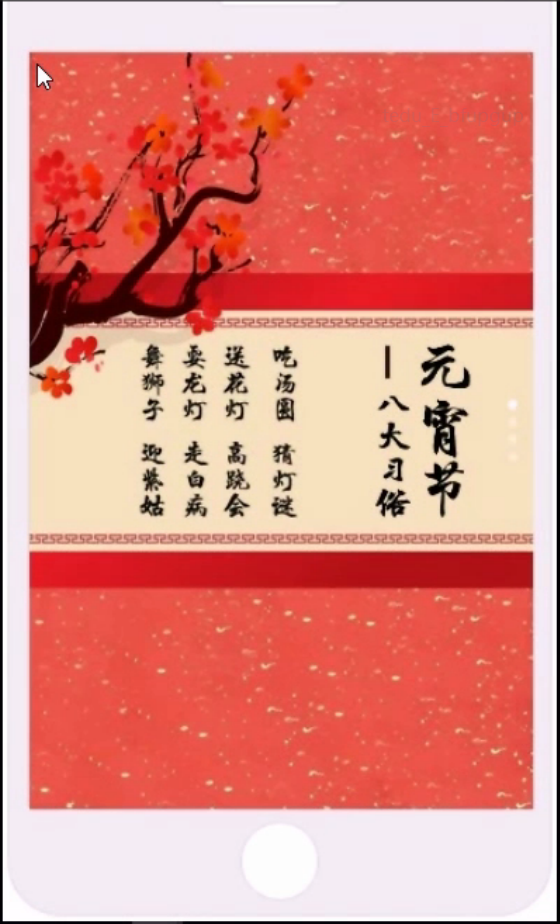 元宵节
—八大习俗
吃汤圆 猜灯谜
送花灯 高跷会
耍龙灯 走白病
舞狮子 迎紫姑